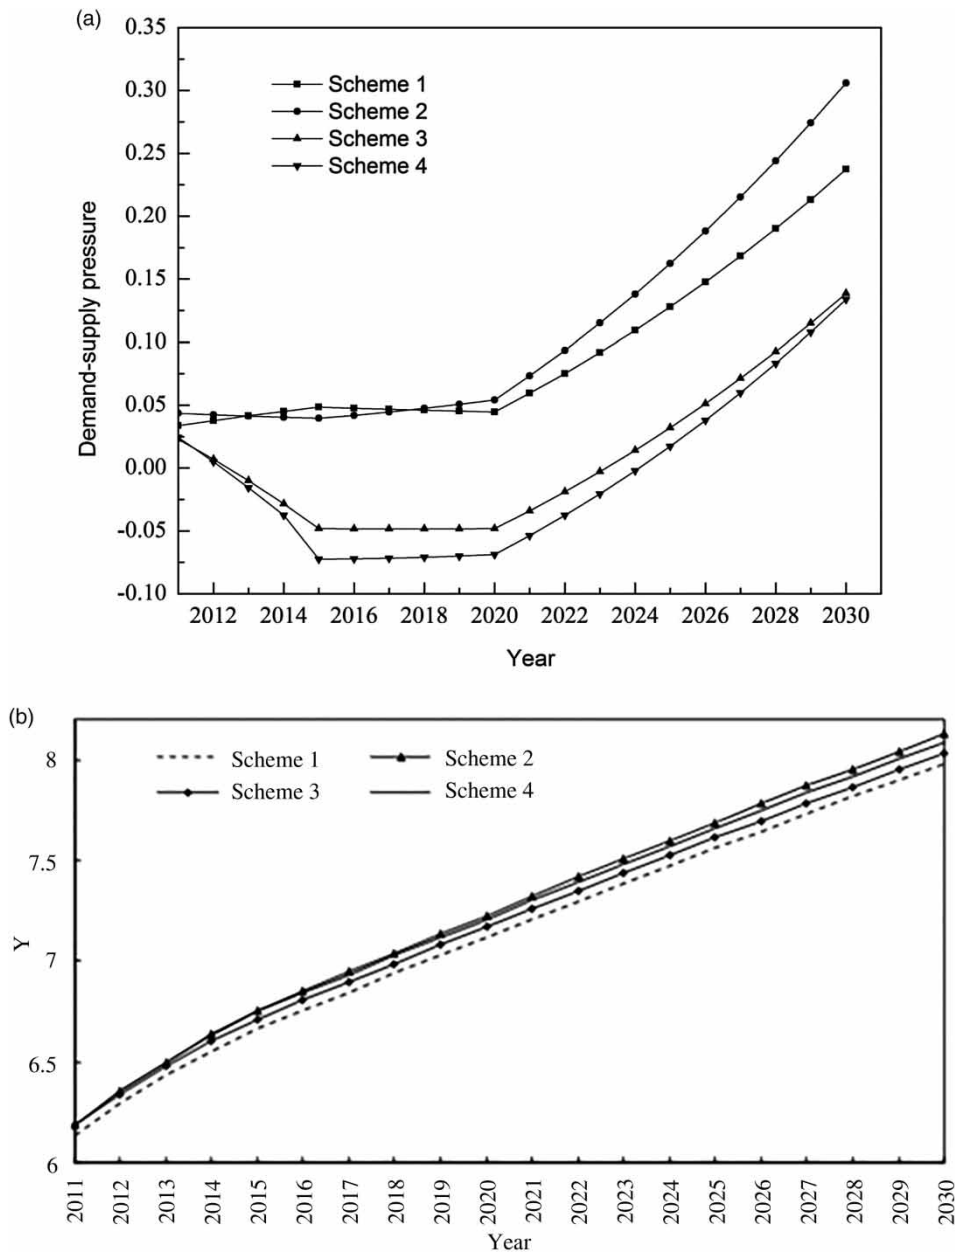 (a)
0.35
0.30
0.25
0.20
0.15
0.10
0.05
0.00
-0.05
-0.10
Demand-supply pressure
Scheme 1
Scheme 2
Scheme 3
Scheme 4
2012 2014 2016 2018 2020 2022 2024 2026 2028 2030
Year
(b)
8
7.5
7
6.5
6
Y
Scheme 1 Scheme 2
Scheme 3 Scheme 4
2011 2012 2013 2014 2015 2016 2017 2018 2019 2020 2021 2022 2023 2024 2025 2026 2027 2028 2029 2030
Year